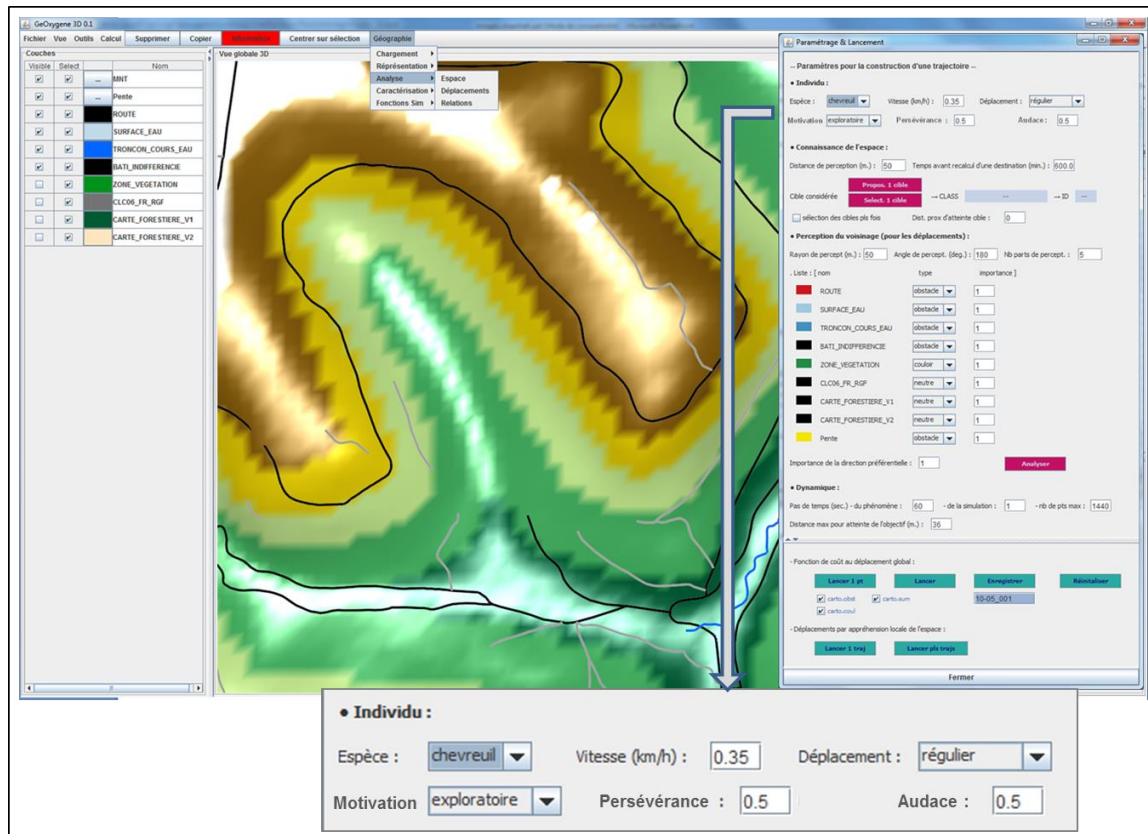 GeOxygene 3D 0.1
Fichier Vue Outils Calcul Supprimer Copier Information Centrer sur sélection Géographie
Couches
Visible Select Nom
... MNT
... Pente
ROUTE
SURFACE_EAU
TRONCON_COURS_EAU
BATI_INDIFFERENCIE
ZONE_VEGETATION
CLC06_FR_RGF
CARTE_FORESTIERE_V1
CARTE_FORESTIERE_V2
Vue globale 3D
Chargement
Réprésentation
Analyse
Caractérisation
Fonctions Sim
Espace
Déplacements
Relations
Paramétrage & Lancement
-- Paramètres pour la construction d'une trajectoire --
● Individu :
Espèce : chevreuil Vitesse (km/h) : 0.35 Déplacement : régulier
Motivation exploratoire Persévérance : 0.5 Audace : 0.5
● Connaissance de l'espace :
Distance de perception (m.) : 50 Temps avant recalcul d'une destination (min.) : 600.0
Propos. 1 cible
Cible considérée → CLASS -- → ID --
Select. 1 cible
sélection des cibles pls fois Dist. prox d'atteinte cible : 0
● Perception du voisinage (pour les déplacements) :
Rayon de percept (m.) : 50 Angle de percept. (deg.) : 180 Nb parts de percept. : 5
. Liste : [ nom type importance ]
ROUTE obstacle 1
SURFACE_EAU obstacle 1
TRONCON_COURS_EAU obstacle 1
BATI_INDIFFERENCIE obstacle 1
ZONE_VEGETATION couloir 1
CLC06_FR_RGF neutre 1
CARTE_FORESTIERE_V1 neutre 1
CARTE_FORESTIERE_V2 neutre 1
Pente obstacle 1
Importance de la direction préférentielle : 1 Analyser
● Dynamique :
Pas de temps (sec.) - du phénomène : 60 - de la simulation : 1 - nb de pts max : 1440
Distance max pour atteinte de l'objectif (m.) : 36
- Fonction de coût au déplacement global :
Lancer 1 pt Lancer Enregistrer Réinitaliser
carto.obst carto.sum 10-05_001
carto.coul
- Déplacements par appréhension locale de l'espace :
Lancer 1 traj Lancer pls trajs
Fermer
● Individu :
Espèce : chevreuil Vitesse (km/h) : 0.35 Déplacement : régulier
Motivation exploratoire Persévérance : 0.5 Audace : 0.5